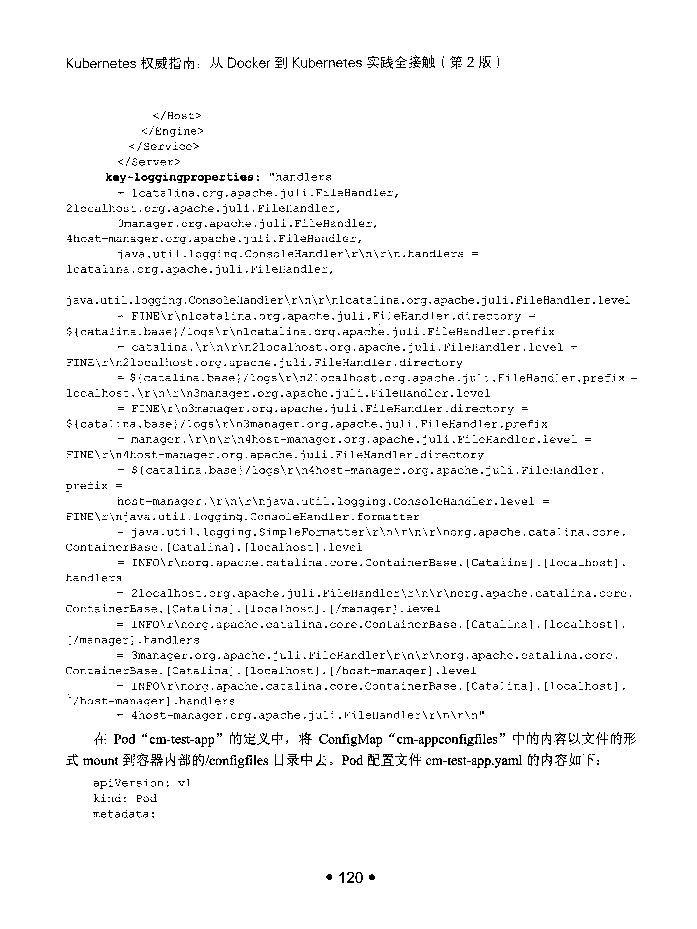 Kubernetes 权威指南：从 Docker 到 Kubernetes 实践全接触（第 2 版）
</Host>
</Engine>
</Service>
</Server>
key-loggingproperties: "handlers
= 1catalina.org.apache.juli.FileHandler,
2localhost.org.apache.juli.FileHandler,
3manager.org.apache.juli.FileHandler,
4host-manager.org.apache.juli.FileHandler,
java.util.logging.ConsoleHandler\r\n\r\n.handlers =
1catalina.org.apache.juli.FileHandler,
java.util.logging.ConsoleHandler\r\n\r\n1catalina.org.apache.juli.FileHandler.level
= FINE\r\n1catalina.org.apache.juli.FileHandler.directory =
${catalina.base}/logs\r\n1catalina.org.apache.juli.FileHandler.prefix
= catalina.\r\n\r\n2localhost.org.apache.juli.FileHandler.level =
FINE\r\n2localhost.org.apache.juli.FileHandler.directory
= ${catalina.base}/logs\r\n2localhost.org.apache.juli.FileHandler.prefix =
localhost.\r\n\r\n3manager.org.apache.juli.FileHandler.level
= FINE\r\n3manager.org.apache.juli.FileHandler.directory =
${catalina.base}/logs\r\n3manager.org.apache.juli.FileHandler.prefix
= manager.\r\n\r\n4host-manager.org.apache.juli.FileHandler.level =
FINE\r\n4host-manager.org.apache.juli.FileHandler.directory
= ${catalina.base}/logs\r\n4host-manager.org.apache.juli.FileHandler.
prefix =
host-manager.\r\n\r\njava.util.logging.ConsoleHandler.level =
FINE\r\njava.util.logging.ConsoleHandler.formatter
= java.util.logging.SimpleFormatter\r\n\r\n\r\norg.apache.catalina.core.
ContainerBase.[Catalina].[localhost].level
= INFO\r\norg.apache.catalina.core.ContainerBase.[Catalina].[localhost].
handlers
= 2localhost.org.apache.juli.FileHandler\r\n\r\norg.apache.catalina.core.
ContainerBase.[Catalina].[localhost].[/manager].level
= INFO\r\norg.apache.catalina.core.ContainerBase.[Catalina].[localhost].
[/manager].handlers
= 3manager.org.apache.juli.FileHandler\r\n\r\norg.apache.catalina.core.
ContainerBase.[Catalina].[localhost].[/host-manager].level
= INFO\r\norg.apache.catalina.core.ContainerBase.[Catalina].[localhost].
[/host-manager].handlers
= 4host-manager.org.apache.juli.FileHandler\r\n\r\n"
在 Pod“cm-test-app”的定义中，将 ConfigMap“cm-appconfigfiles”中的内容以文件的形
式 mount 到容器内部的/configfiles 目录中去。Pod 配置文件 cm-test-app.yaml 的内容如下：
apiVersion: v1
kind: Pod
metadata:
• 120 •